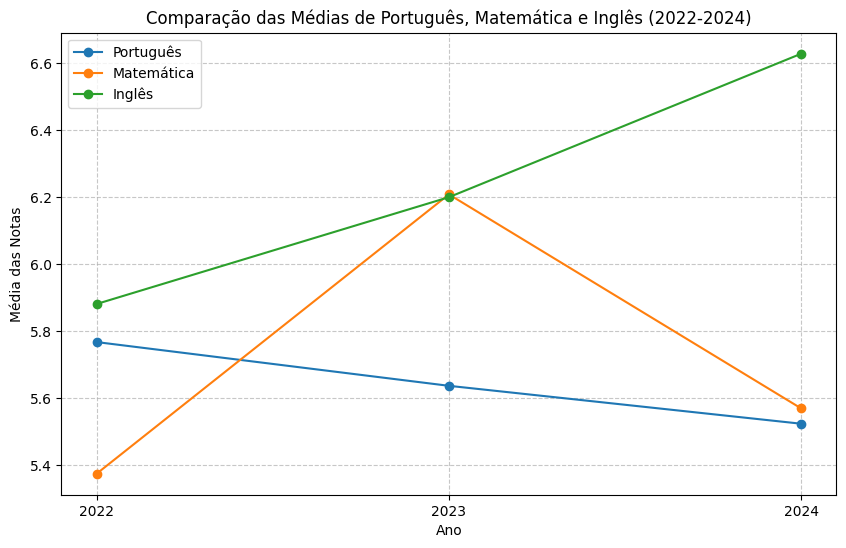 Comparação das Médias de Português, Matemática e Inglês (2022-2024)
Português
Matemática
Inglês
Média das Notas
6.6
6.4
6.2
6.0
5.8
5.6
5.4
2022
2023
2024
Ano